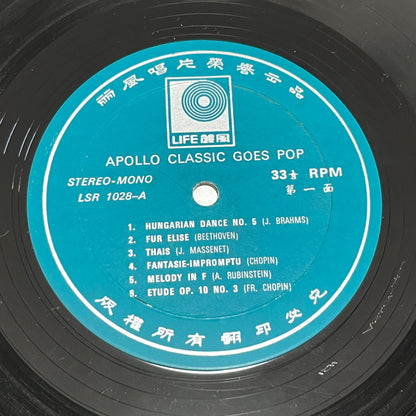 丽風唱片榮誉出品
LIFE 麗風
APOLLO CLASSIC GOES POP
STEREO-MONO 33⅓ RPM
LSR 1028-A 第一面
1. HUNGARIAN DANCE NO. 5 (J. BRAHMS)
2. FUR ELISE (BEETHOVEN)
3. THAIS (J. MASSENET)
4. FANTASIE-IMPROMPTU (CHOPIN)
5. MELODY IN F (A. RUBINSTEIN)
6. ETUDE OP. 10 NO. 3 (FR. CHOPIN)
版權所有翻印必究